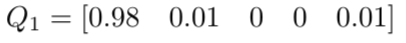 Q₁ = [0.98 0.01 0 0 0.01]